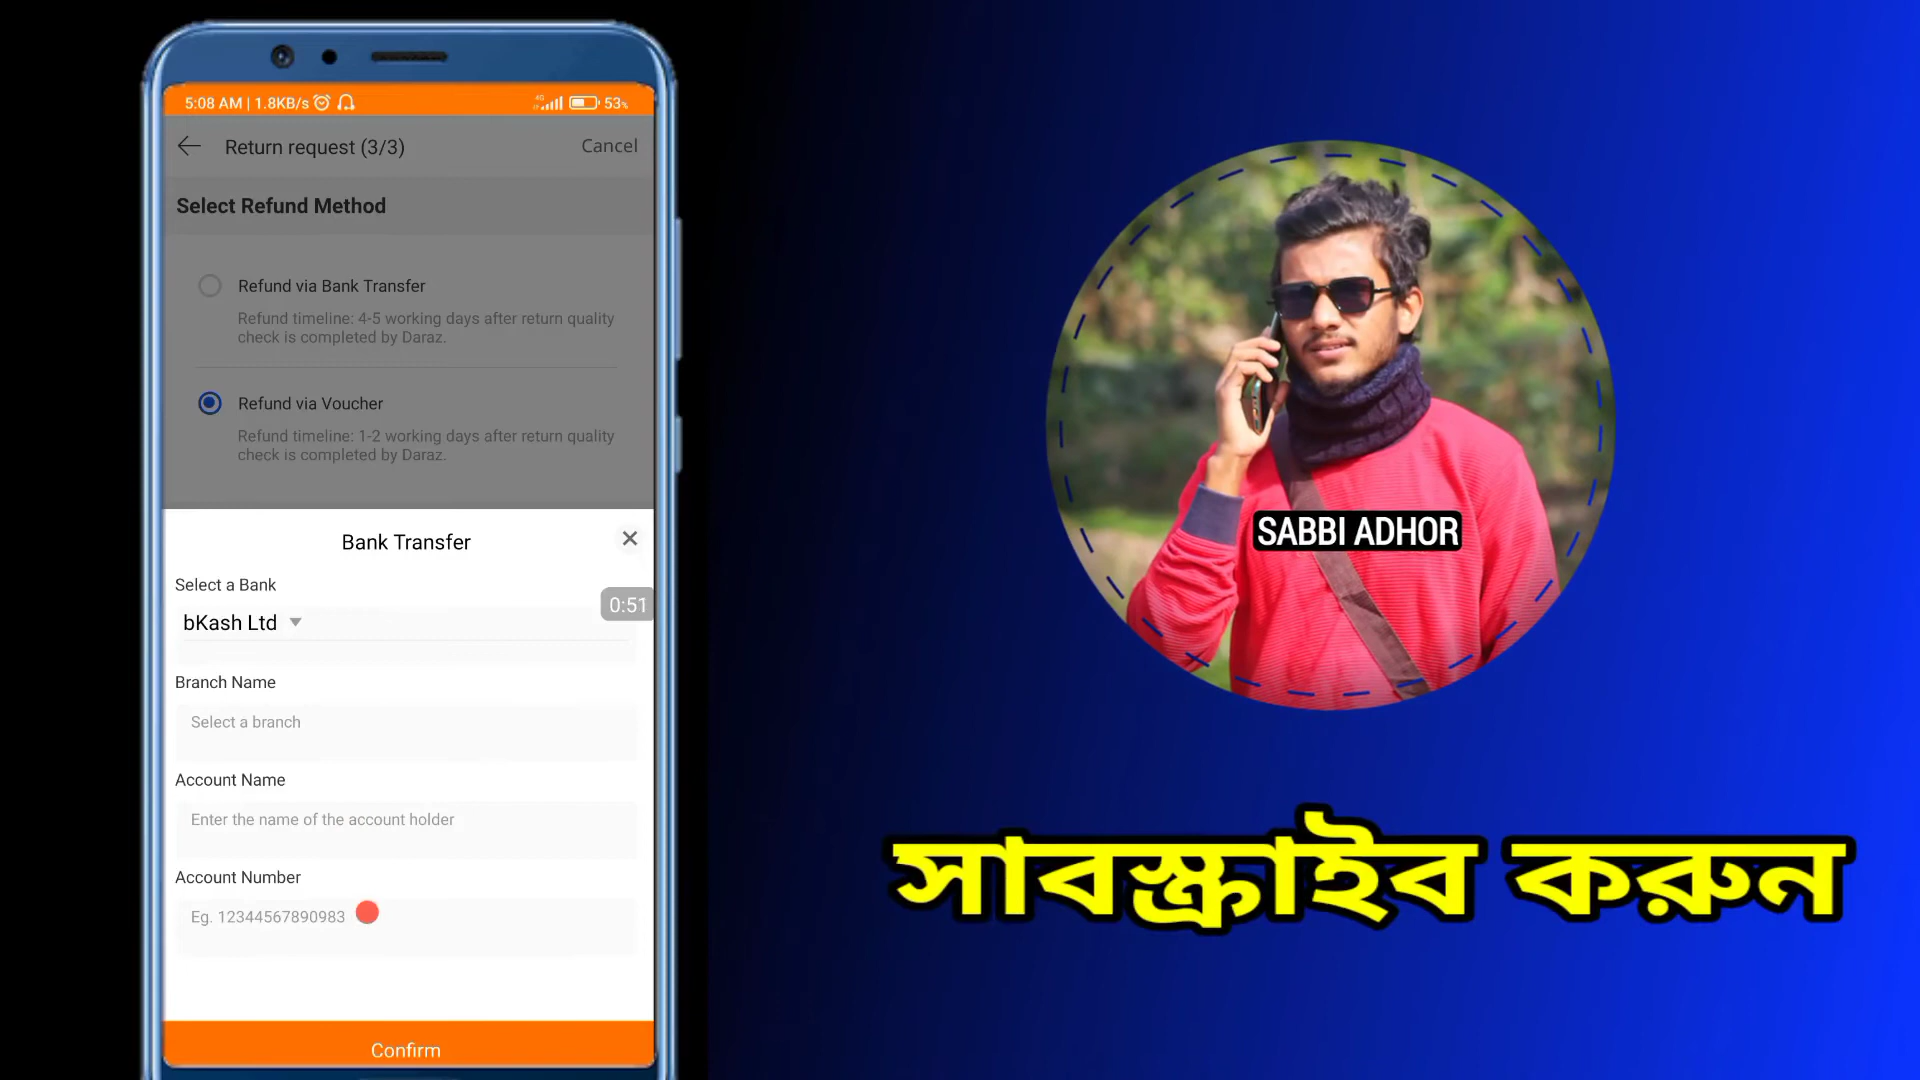 5:08 AM | 1.8KB/s
4G 53%
Return request (3/3)
Cancel
Select Refund Method
Refund via Bank Transfer
Refund timeline: 4-5 working days after return quality
check is completed by Daraz.
Refund via Voucher
Refund timeline: 1-2 working days after return quality
check is completed by Daraz.
Bank Transfer
Select a Bank
0:51
bKash Ltd
Branch Name
Select a branch
Account Name
Enter the name of the account holder
Account Number
Eg. 12344567890983
Confirm
SABBI ADHOR
সাবস্ক্রাইব করুন